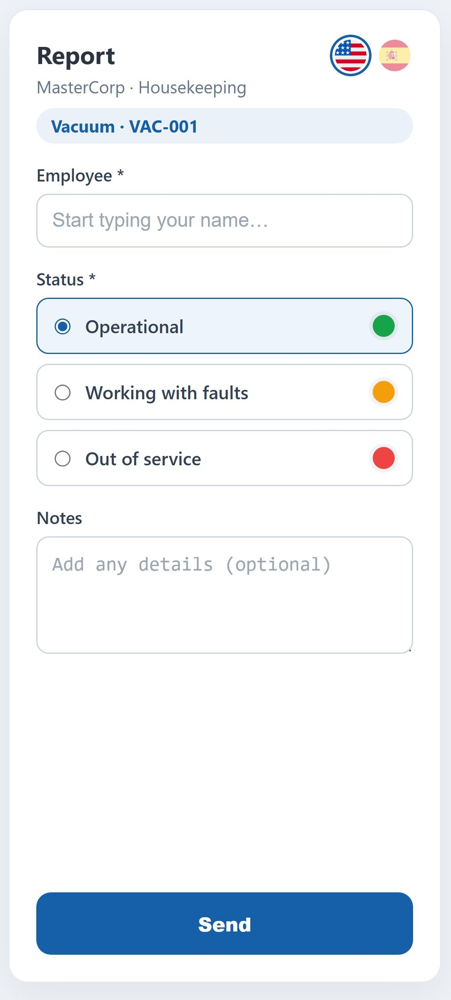 Report
MasterCorp · Housekeeping
Vacuum · VAC-001
Employee *
Start typing your name…
Status *
Operational
Working with faults
Out of service
Notes
Add any details (optional)
Send